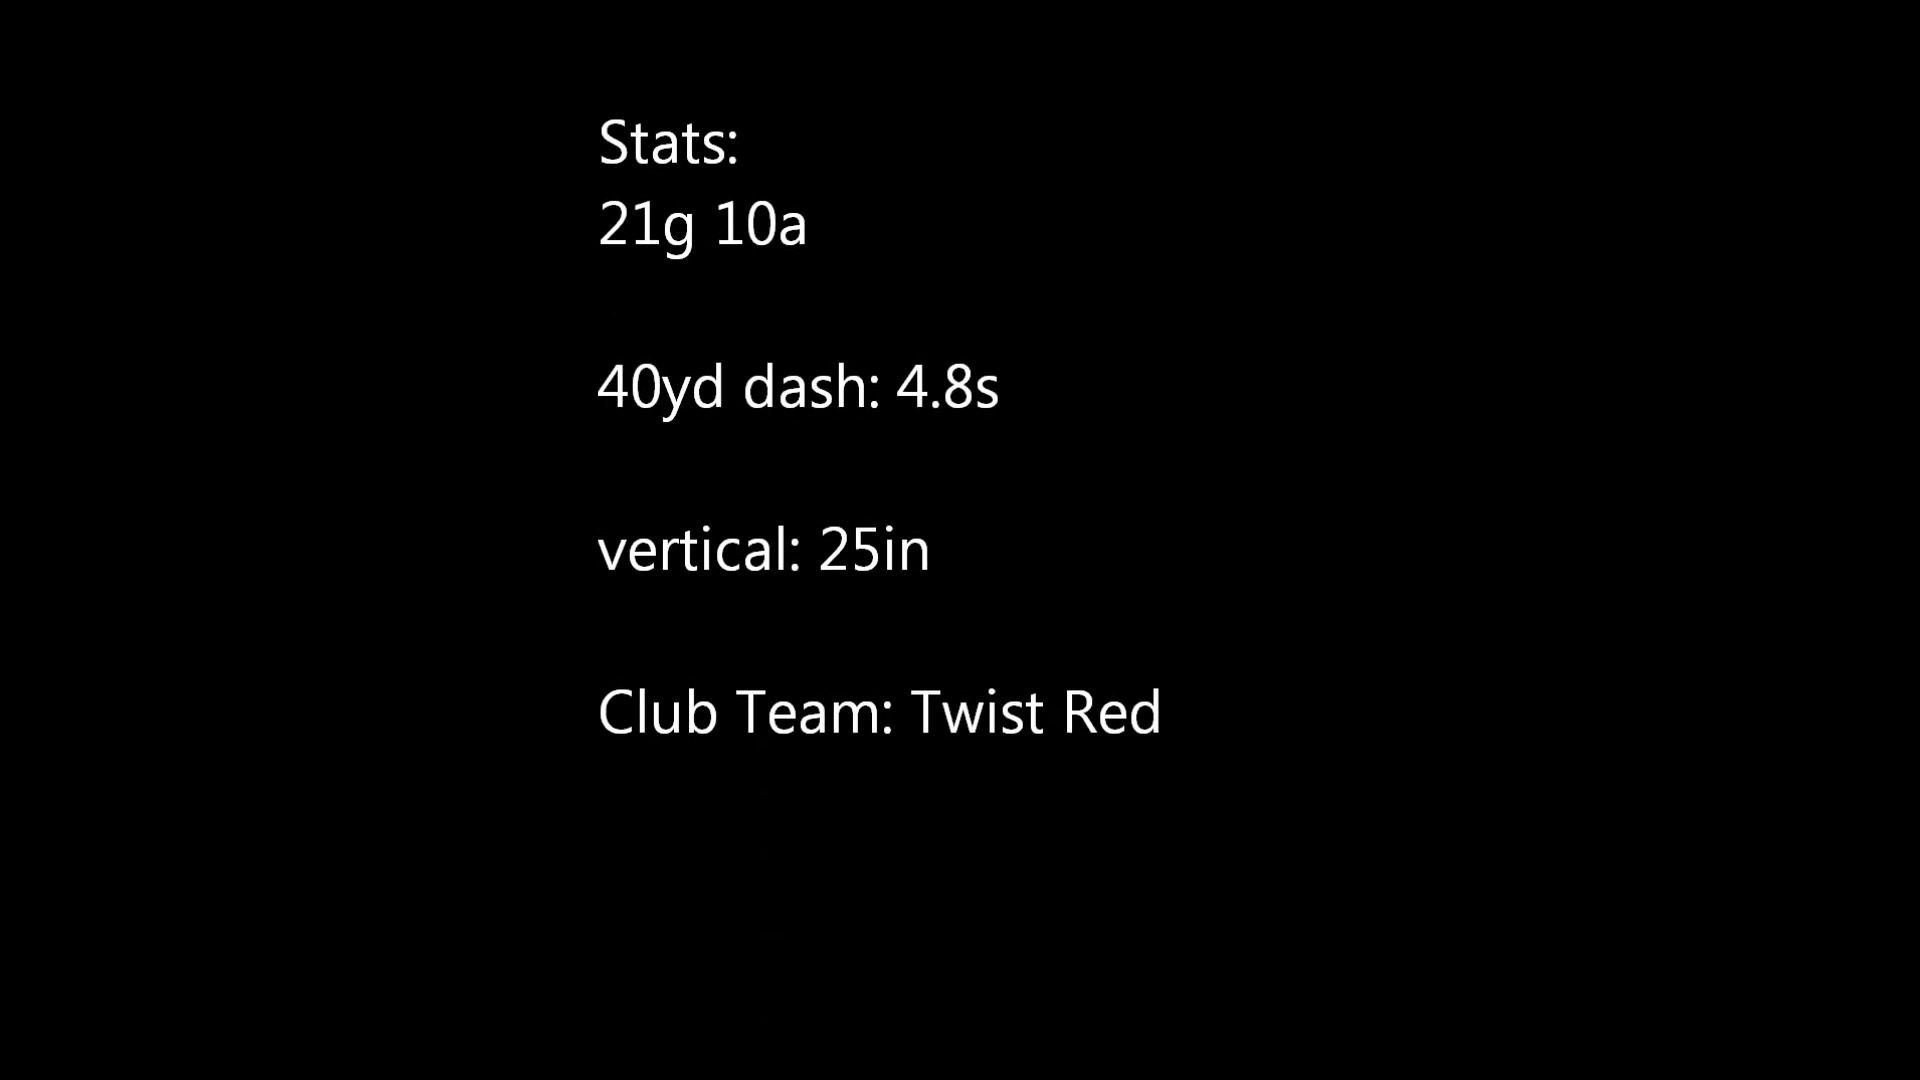 Stats:
21g 10a
40yd dash: 4.8s
vertical: 25in
Club Team: Twist Red